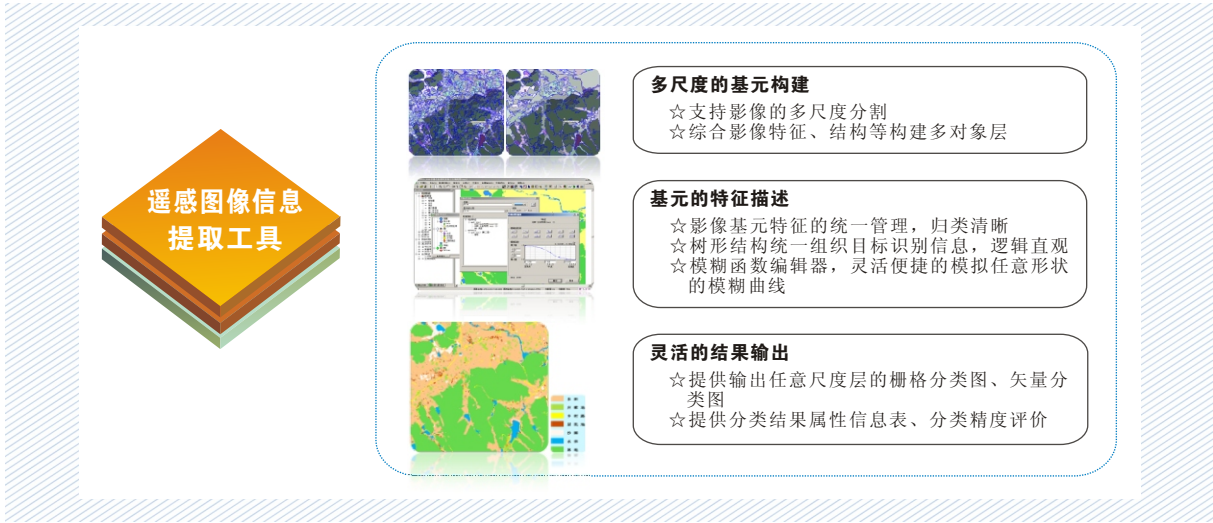 遥感图像信息
提取工具
多尺度的基元构建
☆支持影像的多尺度分割
☆综合影像特征、结构等构建多对象层
基元的特征描述
☆影像基元特征的统一管理，归类清晰
☆树形结构统一组织目标识别信息，逻辑直观
☆模糊函数编辑器，灵活便捷的模拟任意形状
的模糊曲线
灵活的结果输出
☆提供输出任意尺度层的栅格分类图、矢量分
类图
☆提供分类结果属性信息表、分类精度评价